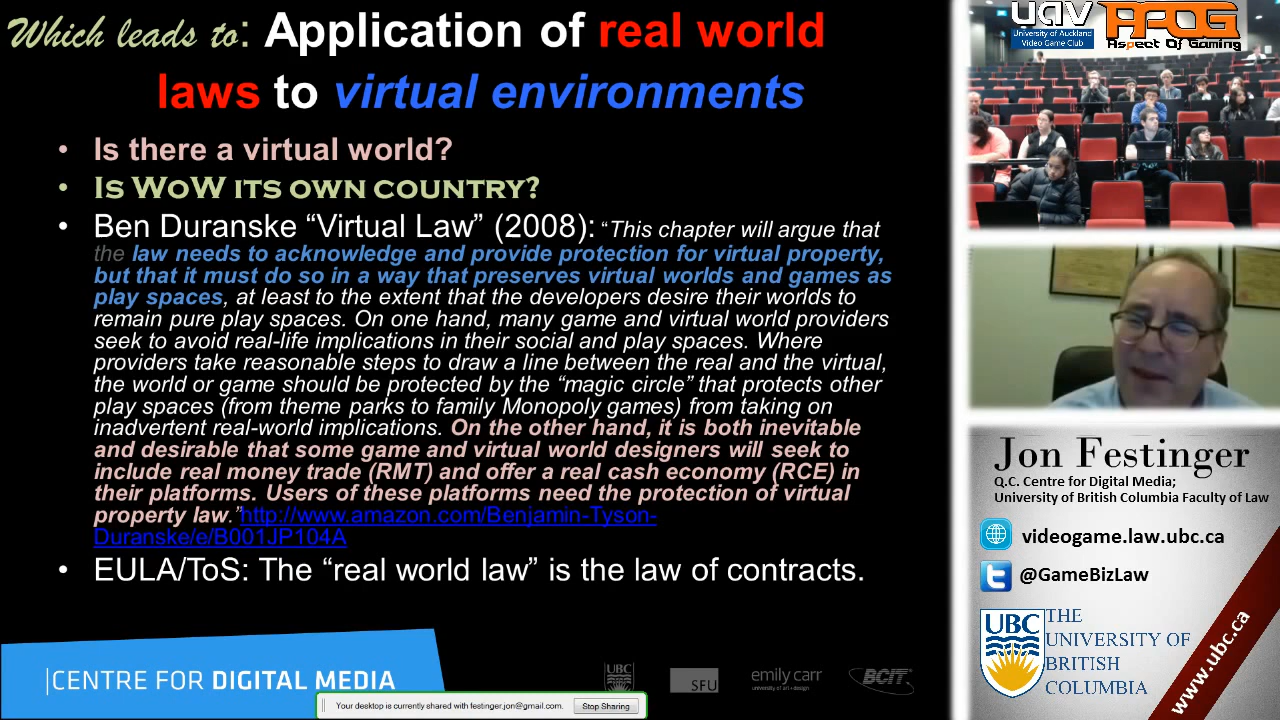 Which leads to: Application of real world
laws to virtual environments
• Is there a virtual world?
• IS WOW ITS OWN COUNTRY?
• Ben Duranske “Virtual Law” (2008): “This chapter will argue that
the law needs to acknowledge and provide protection for virtual property,
but that it must do so in a way that preserves virtual worlds and games as
play spaces, at least to the extent that the developers desire their worlds to
remain pure play spaces. On one hand, many game and virtual world providers
seek to avoid real-life implications in their social and play spaces. Where
providers take reasonable steps to draw a line between the real and the virtual,
the world or game should be protected by the “magic circle” that protects other
play spaces (from theme parks to family Monopoly games) from taking on
inadvertent real-world implications. On the other hand, it is both inevitable
and desirable that some game and virtual world designers will seek to
include real money trade (RMT) and offer a real cash economy (RCE) in
their platforms. Users of these platforms need the protection of virtual
property law.”http://www.amazon.com/Benjamin-Tyson-
Duranske/e/B001JP104A
• EULA/ToS: The “real world law” is the law of contracts.
CENTRE FOR DIGITAL MEDIA
UBC
SFU
emily carr
university of art + design
BCIT
Your desktop is currently shared with festinger.jon@gmail.com.
Stop Sharing
University of Auckland
Video Game Club
Aspect Of Gaming
Jon Festinger
Q.C. Centre for Digital Media;
University of British Columbia Faculty of Law
videogame.law.ubc.ca
@GameBizLaw
UBC
THE
UNIVERSITY OF
BRITISH
COLUMBIA
www.ubc.ca